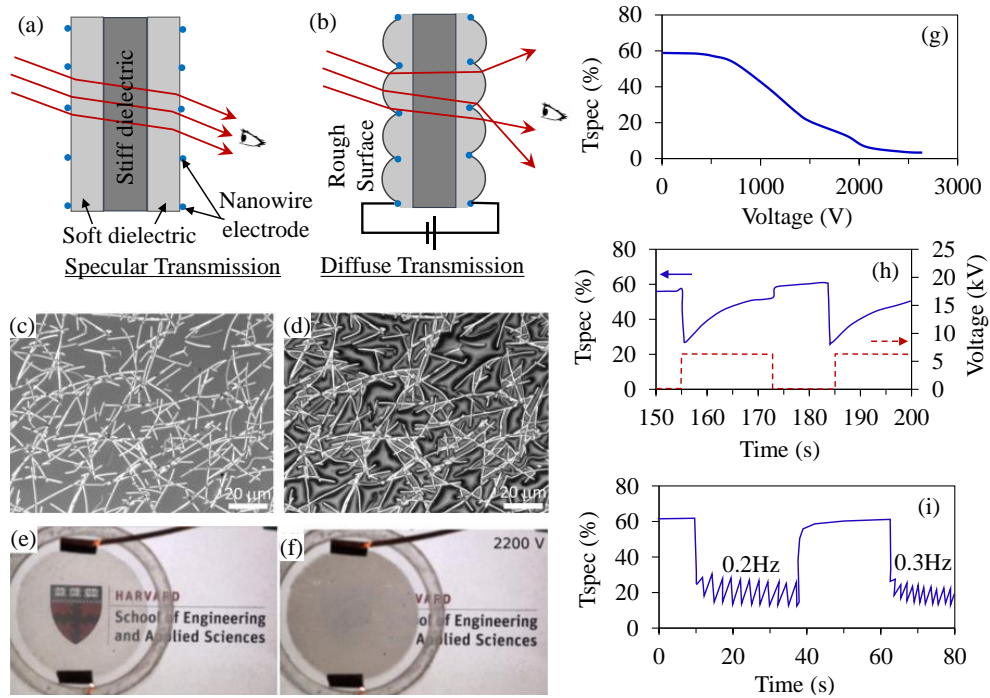 (a)
Stiff dielectric
Soft dielectric
Nanowire
electrode
Specular Transmission
(b)
Rough
Surface
Diffuse Transmission
(c)
20 µm
(d)
20 µm
(e)
HARVARD
School of Engineering
and Applied Sciences
(f)
2200 V
ool of Engineering
Applied Sciences
(g)
Tspec (%)
80
60
40
20
0
0 1000 2000 3000
Voltage (V)
(h)
Tspec (%)
80
60
40
20
0
25
20
15
10
5
0
Voltage (kV)
150 160 170 180 190 200
Time (s)
(i)
Tspec (%)
80
60
40
20
0
0.2Hz
0.3Hz
0 20 40 60 80
Time (s)